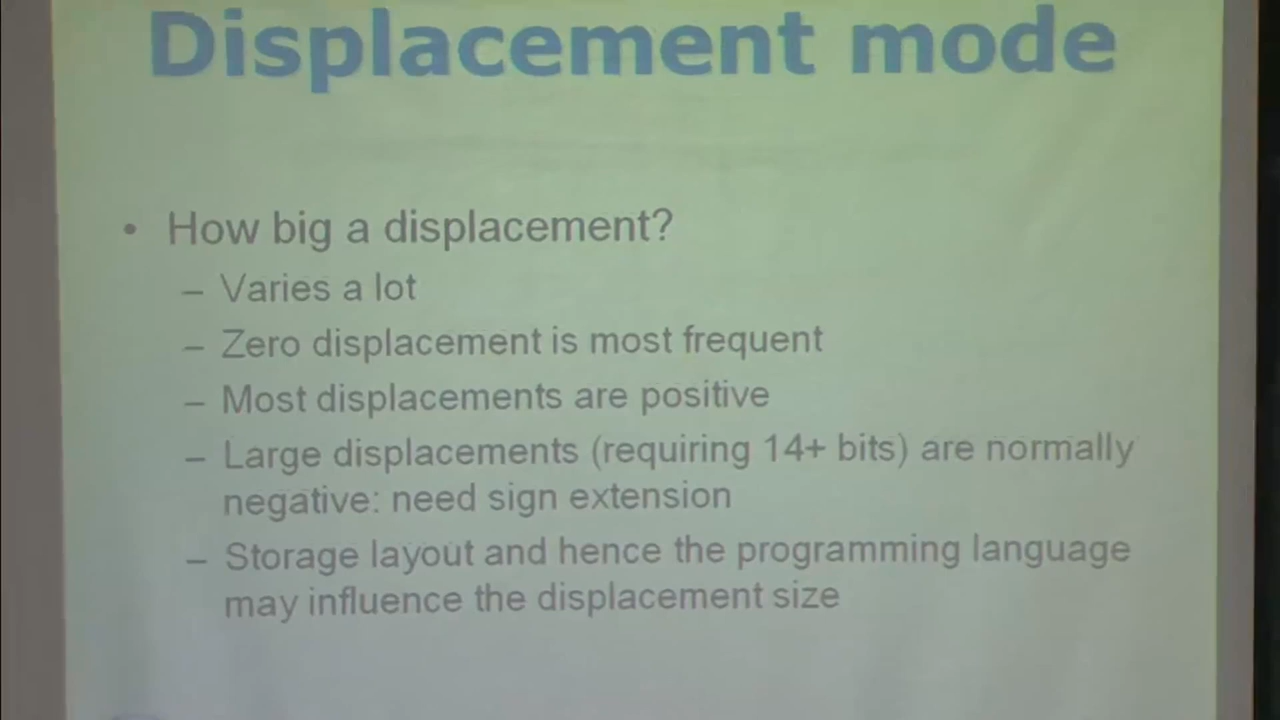 Displacement mode
• How big a displacement?
– Varies a lot
– Zero displacement is most frequent
– Most displacements are positive
– Large displacements (requiring 14+ bits) are normally
negative: need sign extension
– Storage layout and hence the programming language
may influence the displacement size